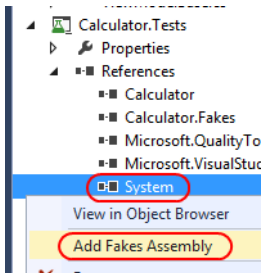 Calculator.Tests
Properties
References
Calculator
Calculator.Fakes
Microsoft.QualityTo
Microsoft.VisualStud
System
View in Object Browser
Add Fakes Assembly